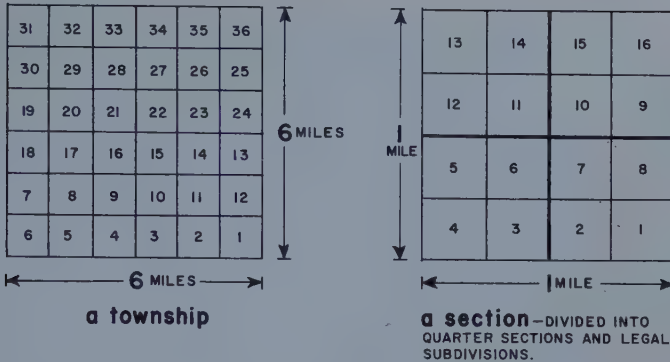 31 32 33 34 35 36
30 29 28 27 26 25
19 20 21 22 23 24
18 17 16 15 14 13
7 8 9 10 11 12
6 5 4 3 2 1
6 MILES
6 MILES
a township
13 14 15 16
12 11 10 9
5 6 7 8
4 3 2 1
1
MILE
1 MILE
a section-DIVIDED INTO
QUARTER SECTIONS AND LEGAL
SUBDIVISIONS.